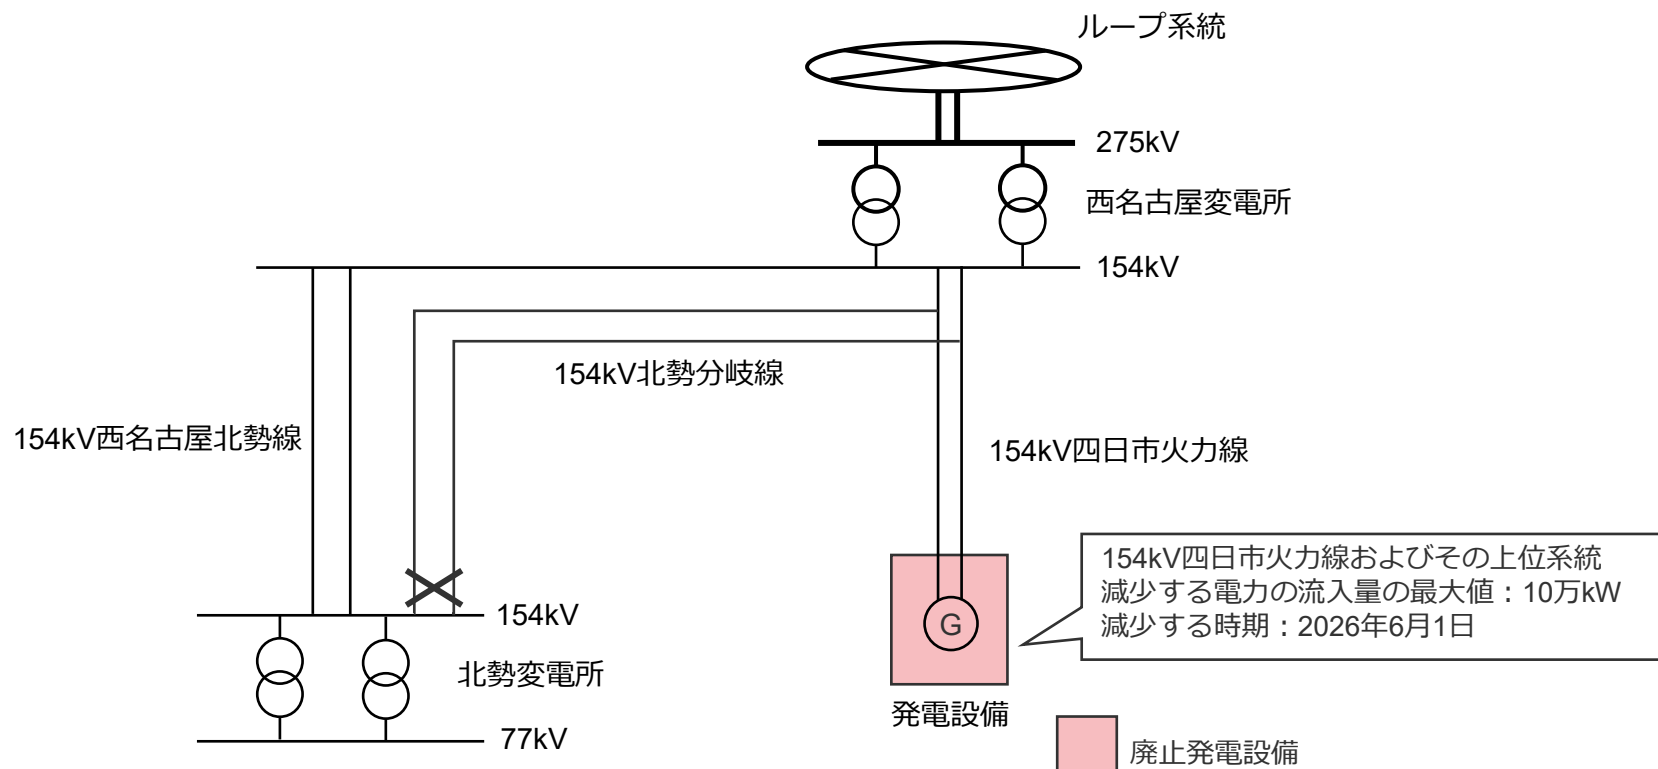 ループ系統
275kV
西名古屋変電所
154kV
154kV北勢分岐線
154kV西名古屋北勢線
154kV四日市火力線
154kV四日市火力線およびその上位系統
減少する電力の流入量の最大値：10万kW
減少する時期：2026年6月1日
G
154kV
北勢変電所
発電設備
77kV
廃止発電設備